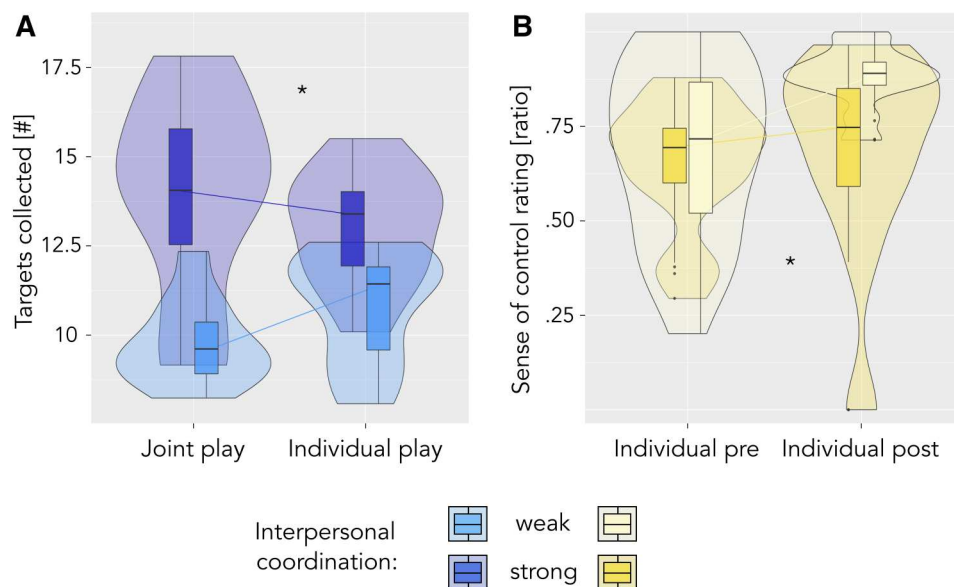 A
Targets collected [#]
17.5
15
12.5
10
*
Joint play
Individual play
B
Sense of control rating [ratio]
.75
.50
.25
*
Individual pre
Individual post
Interpersonal
coordination:
weak
strong